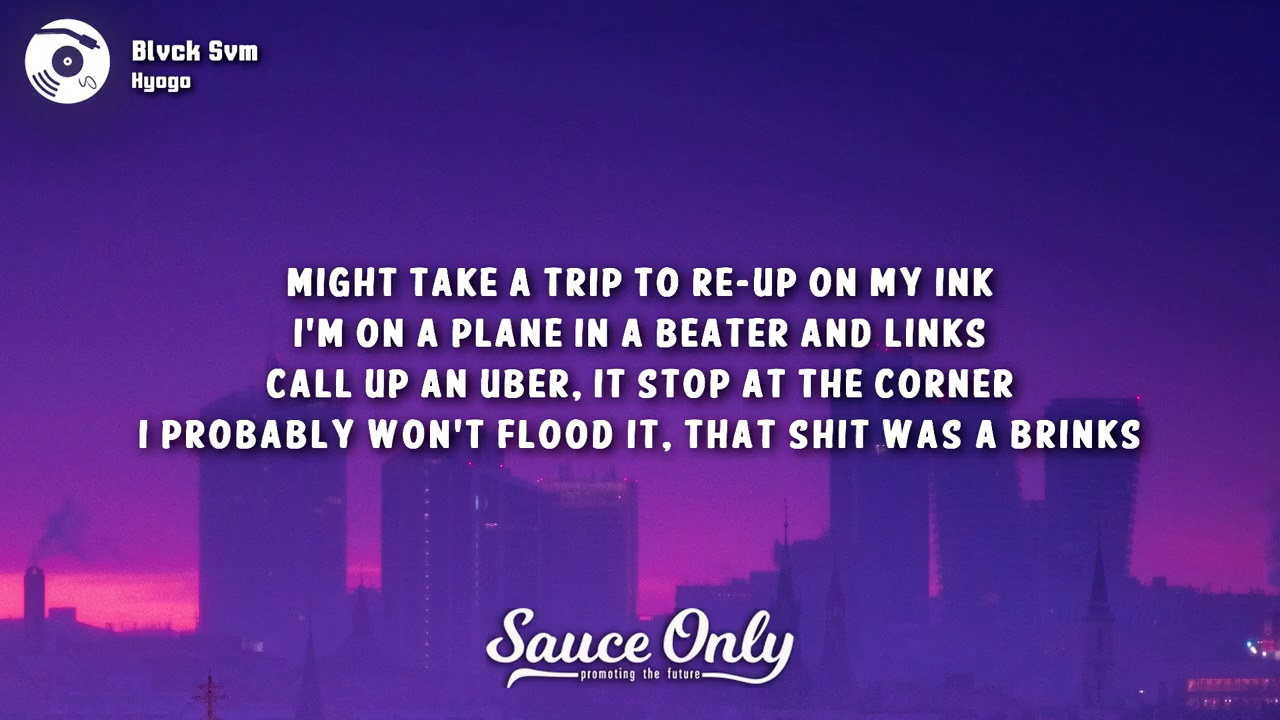 Blvck Svm
Hyogo
MIGHT TAKE A TRIP TO RE-UP ON MY INK
I'M ON A PLANE IN A BEATER AND LINKS
CALL UP AN UBER, IT STOP AT THE CORNER
I PROBABLY WON'T FLOOD IT, THAT SHIT WAS A BRINKS
Sauce Only
promoting the future